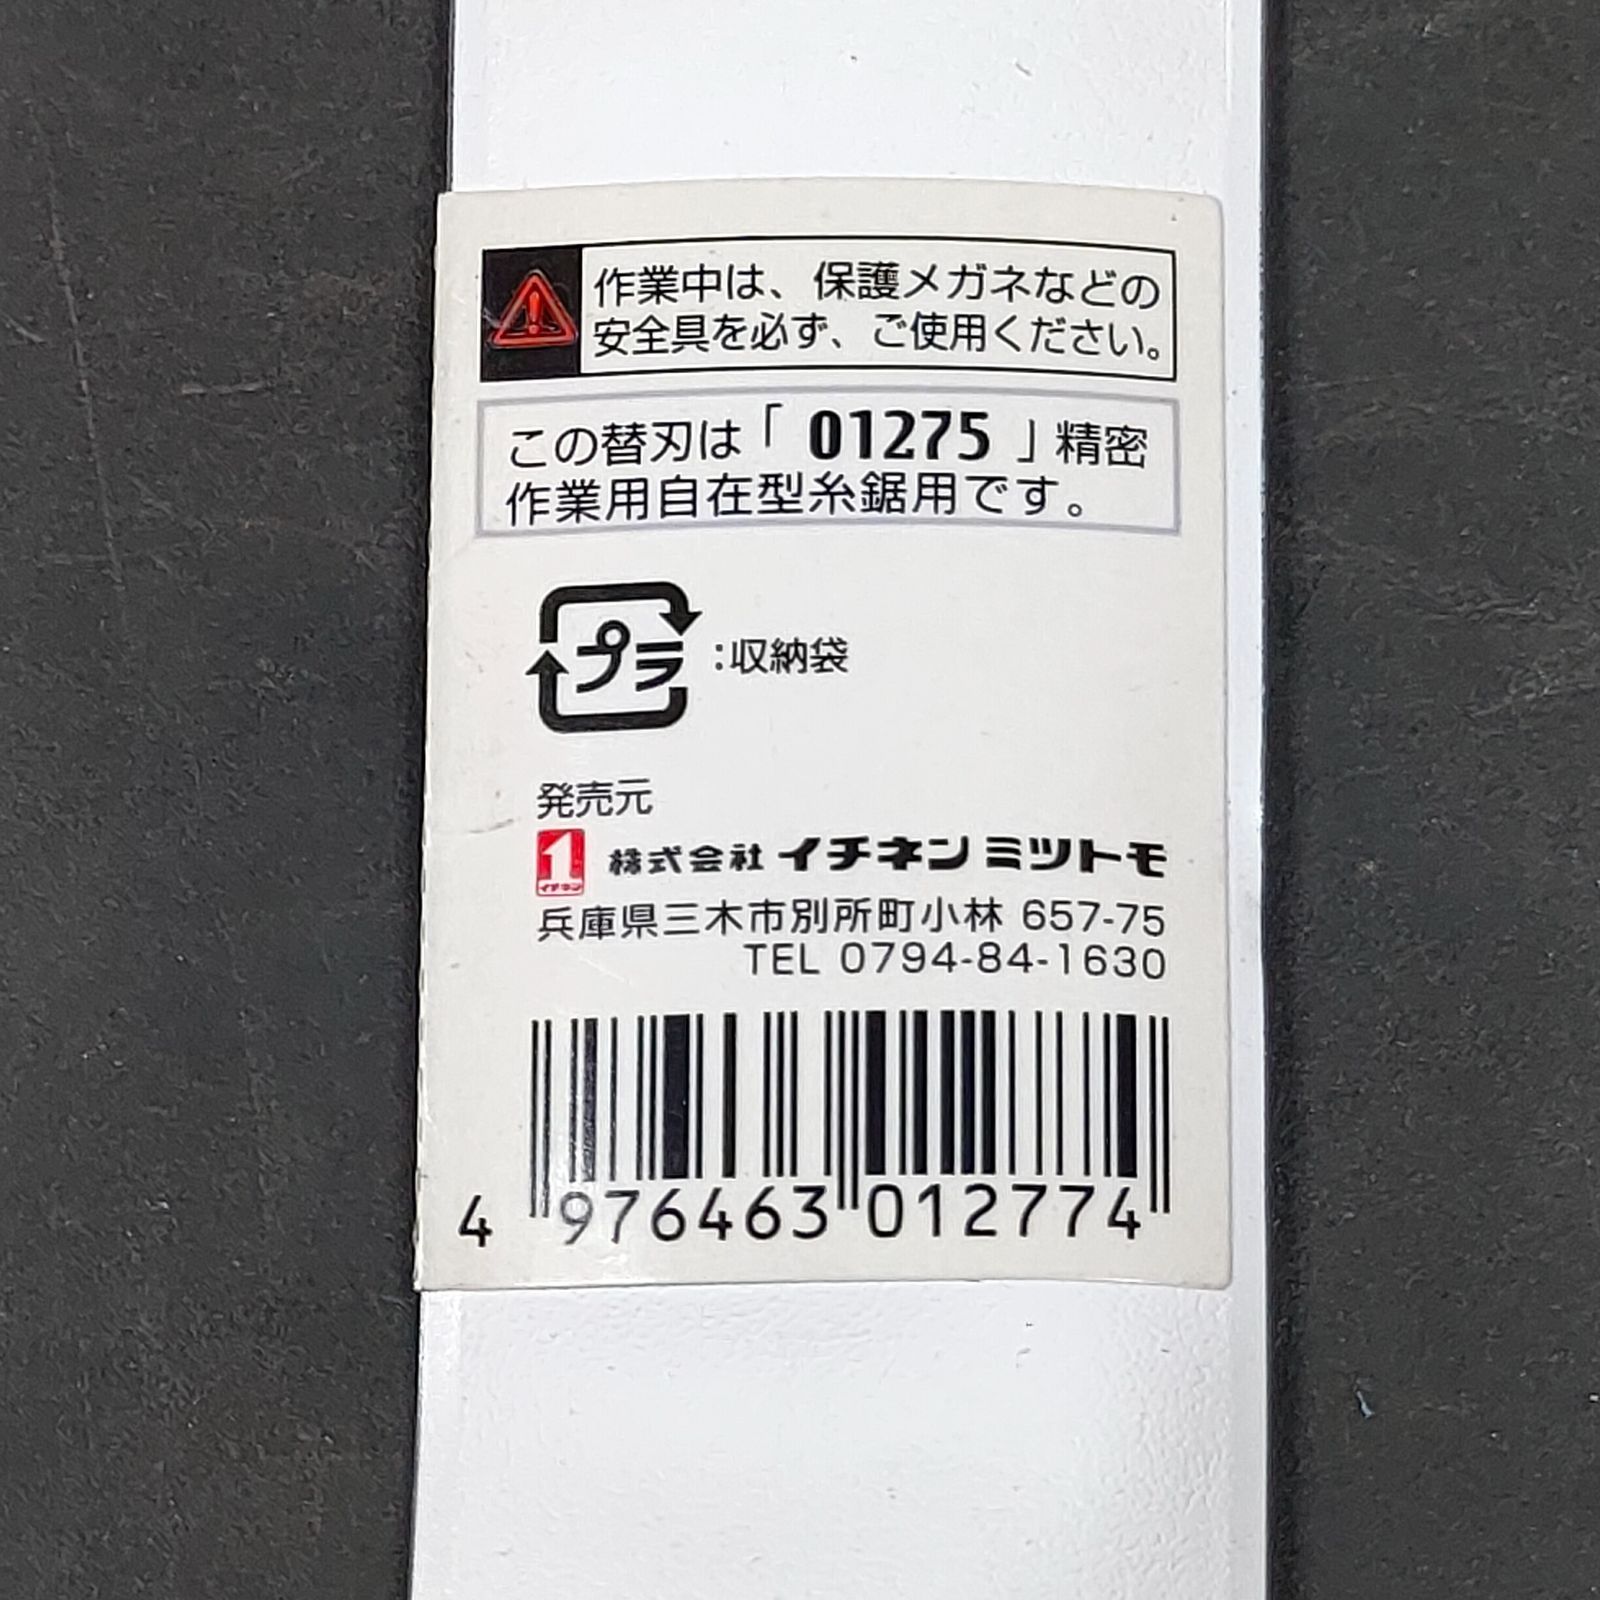 作業中は、保護メガネなどの
安全具を必ず、ご使用ください。
この替刃は「 01275 」精密
作業用自在型糸鋸用です。
プラ :収納袋
発売元
1 イチネン 株式会社 イチネン ミツトモ
兵庫県三木市別所町小林 657-75
TEL 0794-84-1630
4 976463 012774